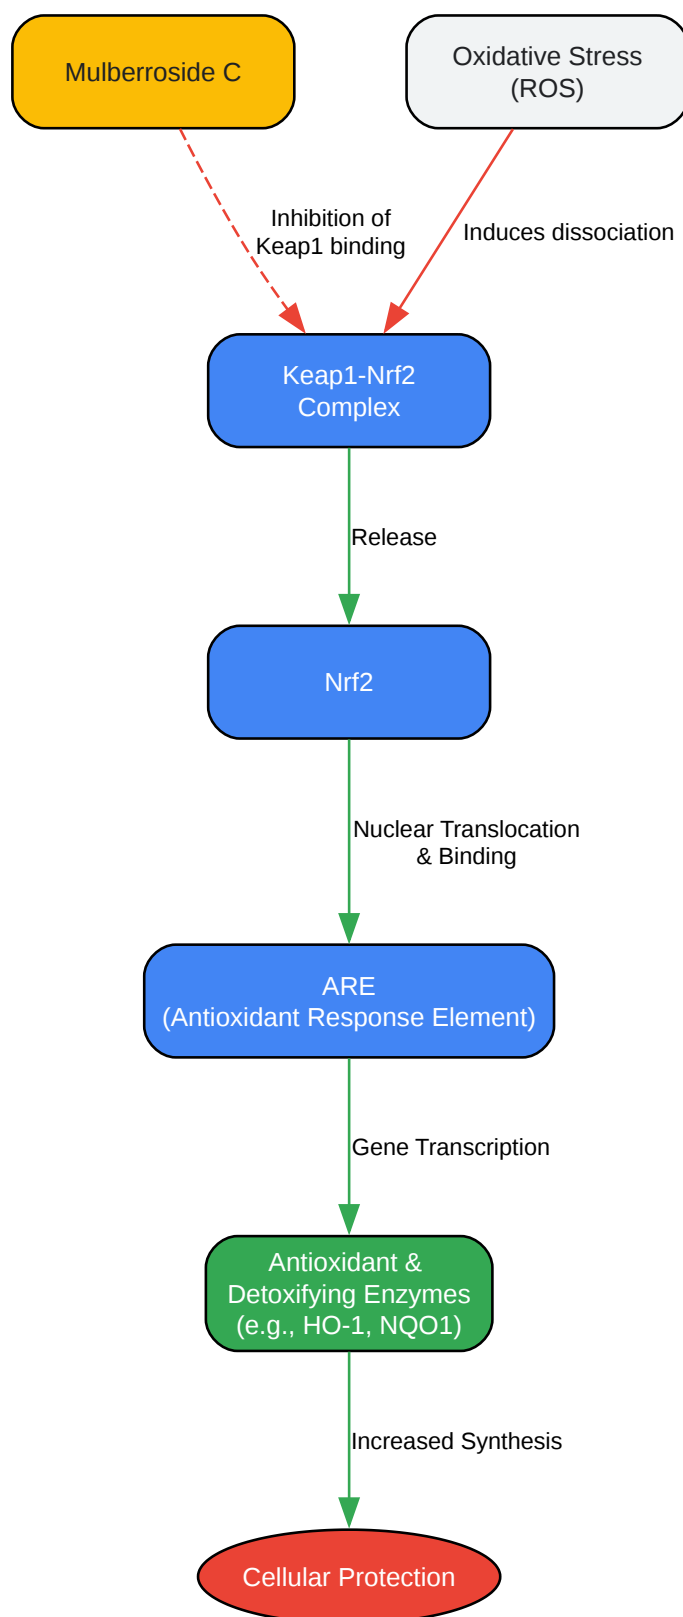 Mulberroside C
Oxidative Stress
(ROS)
Inhibition of
Keap1 binding
Induces dissociation
Keap1-Nrf2
Complex
Release
Nrf2
Nuclear Translocation
& Binding
ARE
(Antioxidant Response Element)
Gene Transcription
Antioxidant &
Detoxifying Enzymes
(e.g., HO-1, NQO1)
Increased Synthesis
Cellular Protection